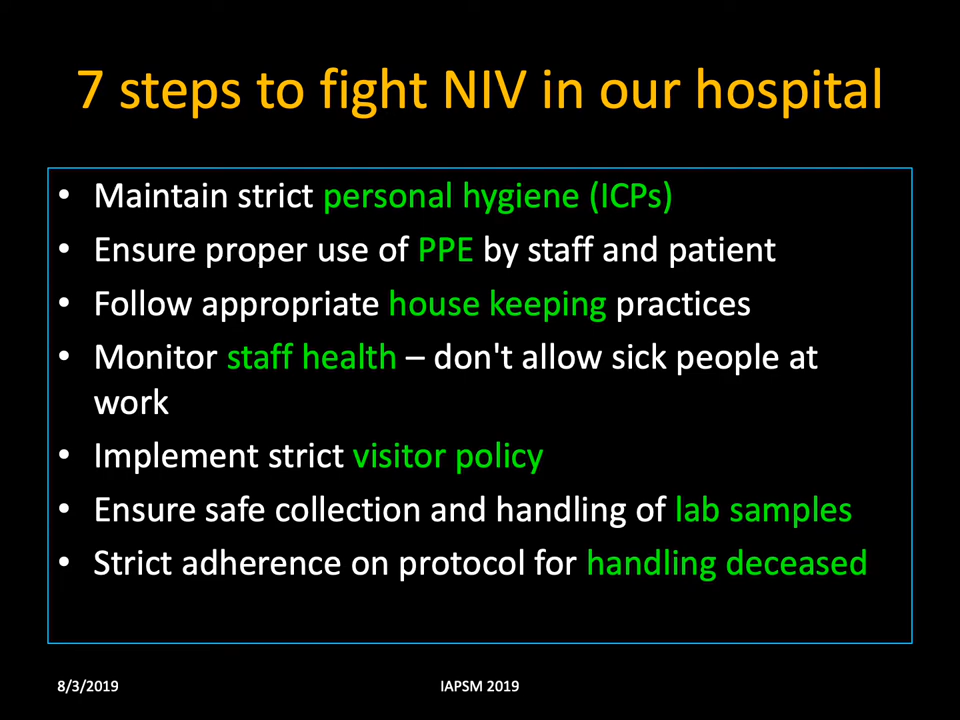 7 steps to fight NIV in our hospital
• Maintain strict personal hygiene (ICPs)
• Ensure proper use of PPE by staff and patient
• Follow appropriate house keeping practices
• Monitor staff health – don't allow sick people at
work
• Implement strict visitor policy
• Ensure safe collection and handling of lab samples
• Strict adherence on protocol for handling deceased
8/3/2019
IAPSM 2019